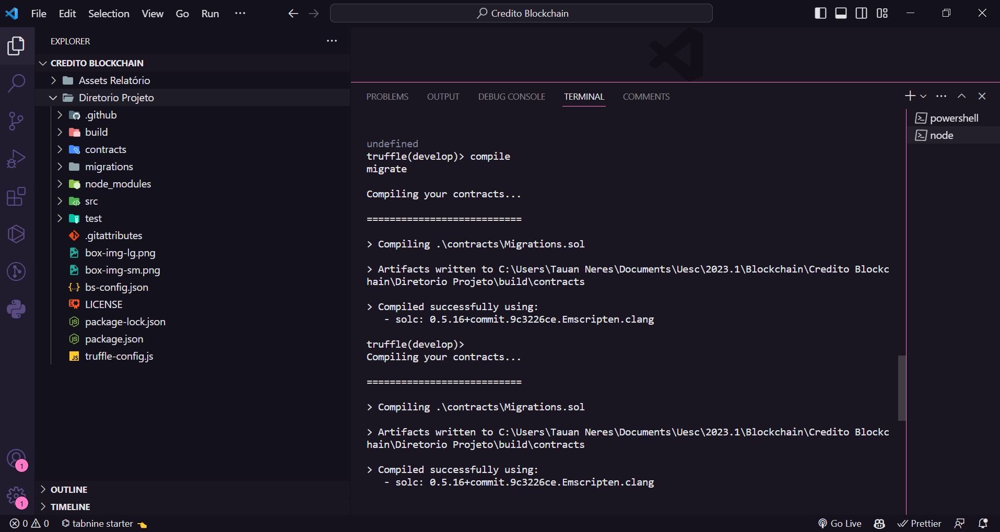 File Edit Selection View Go Run ···
Credito Blockchain
EXPLORER
CREDITO BLOCKCHAIN
Assets Relatório
Diretorio Projeto
.github
build
contracts
migrations
node_modules
src
test
.gitattributes
box-img-lg.png
box-img-sm.png
{..} bs-config.json
LICENSE
JS package-lock.json
JS package.json
JS truffle-config.js
OUTLINE
TIMELINE
1
1
PROBLEMS OUTPUT DEBUG CONSOLE TERMINAL COMMENTS
undefined
truffle(develop)> compile
migrate
Compiling your contracts...
===========================
> Compiling .\contracts\Migrations.sol
> Artifacts written to C:\Users\Tauan Neres\Documents\Uesc\2023.1\Blockchain\Credito Blockc
hain\Diretorio Projeto\build\contracts
> Compiled successfully using:
- solc: 0.5.16+commit.9c3226ce.Emscripten.clang
truffle(develop)>
Compiling your contracts...
===========================
> Compiling .\contracts\Migrations.sol
> Artifacts written to C:\Users\Tauan Neres\Documents\Uesc\2023.1\Blockchain\Credito Blockc
hain\Diretorio Projeto\build\contracts
> Compiled successfully using:
- solc: 0.5.16+commit.9c3226ce.Emscripten.clang
powershell
node
0 0 tabnine starter 👈
Go Live Prettier